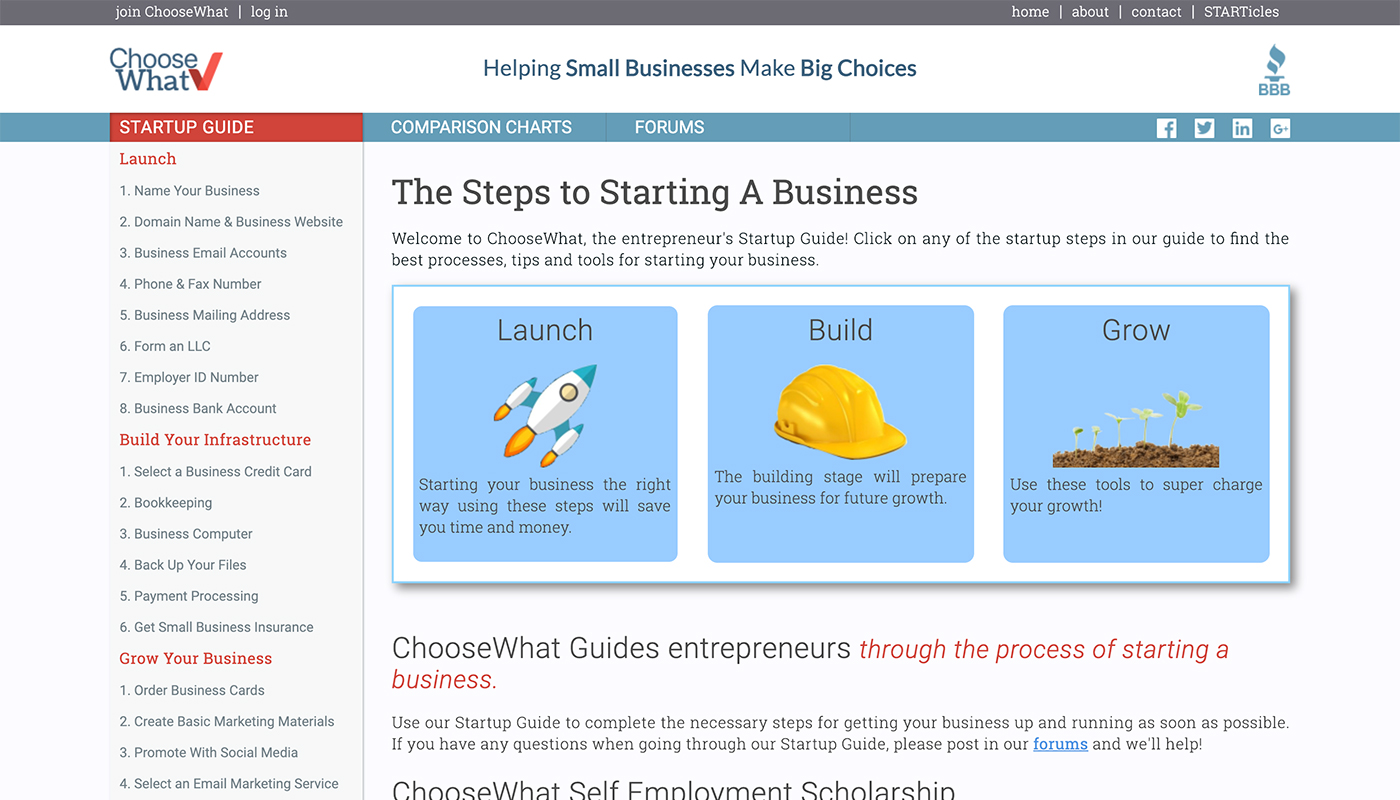 join ChooseWhat | log in
home | about | contact | STARTicles
Choose
What
Helping Small Businesses Make Big Choices
BBB
STARTUP GUIDE
COMPARISON CHARTS
FORUMS
f
in
G+
Launch
1. Name Your Business
2. Domain Name & Business Website
3. Business Email Accounts
4. Phone & Fax Number
5. Business Mailing Address
6. Form an LLC
7. Employer ID Number
8. Business Bank Account
Build Your Infrastructure
1. Select a Business Credit Card
2. Bookkeeping
3. Business Computer
4. Back Up Your Files
5. Payment Processing
6. Get Small Business Insurance
Grow Your Business
1. Order Business Cards
2. Create Basic Marketing Materials
3. Promote With Social Media
4. Select an Email Marketing Service
The Steps to Starting A Business
Welcome to ChooseWhat, the entrepreneur's Startup Guide! Click on any of the startup steps in our guide to find the
best processes, tips and tools for starting your business.
Launch
Starting your business the right
way using these steps will save
you time and money.
Build
The building stage will prepare
your business for future growth.
Grow
Use these tools to super charge
your growth!
ChooseWhat Guides entrepreneurs through the process of starting a
business.
Use our Startup Guide to complete the necessary steps for getting your business up and running as soon as possible.
If you have any questions when going through our Startup Guide, please post in our forums and we'll help!
ChooseWhat Self Employment Scholarship